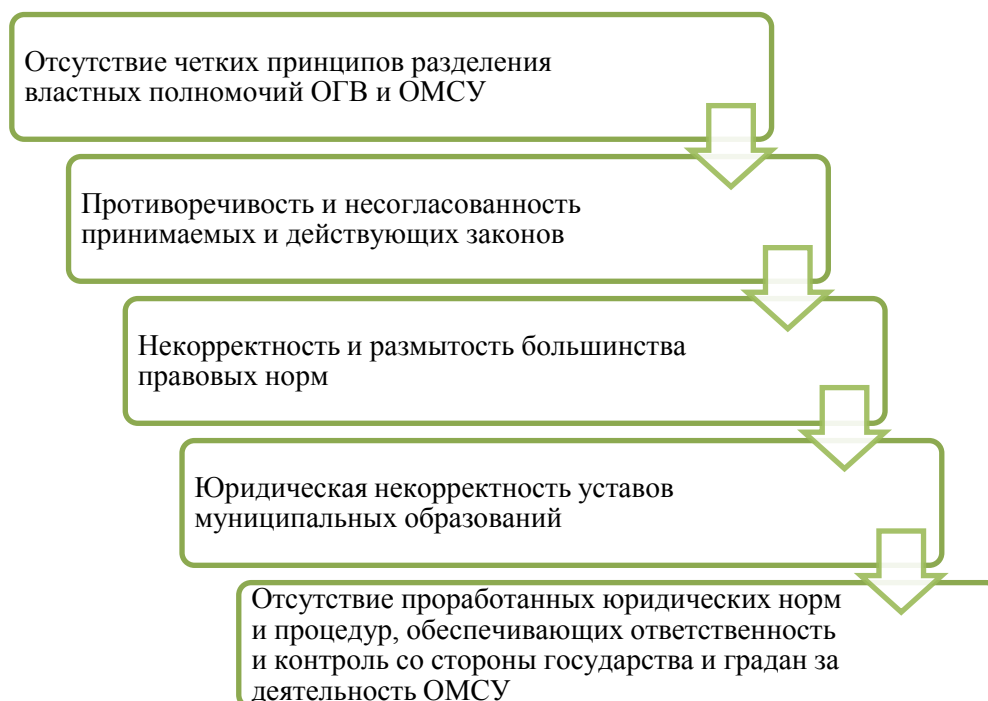 Отсутствие четких принципов разделения
властных полномочий ОГВ и ОМСУ
Противоречивость и несогласованность
принимаемых и действующих законов
Некорректность и размытость большинства
правовых норм
Юридическая некорректность уставов
муниципальных образований
Отсутствие проработанных юридических норм
и процедур, обеспечивающих ответственность
и контроль со стороны государства и градан за
деятельность ОМСУ